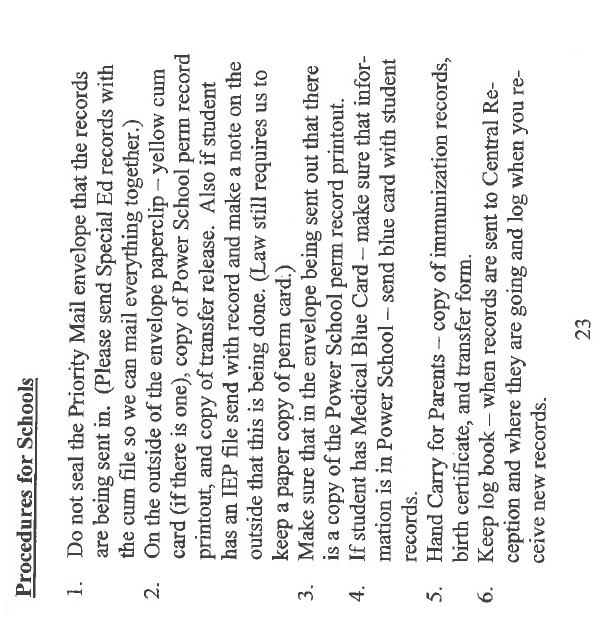 Procedures for Schools
1. Do not seal the Priority Mail envelope that the records
are being sent in. (Please send Special Ed records with
the cum file so we can mail everything together.)
2. On the outside of the envelope paperclip – yellow cum
card (if there is one), copy of Power School perm record
printout, and copy of transfer release. Also if student
has an IEP file send with record and make a note on the
outside that this is being done. (Law still requires us to
keep a paper copy of perm card.)
3. Make sure that in the envelope being sent out that there
is a copy of the Power School perm record printout.
4. If student has Medical Blue Card – make sure that infor-
mation is in Power School – send blue card with student
records.
5. Hand Carry for Parents – copy of immunization records,
birth certificate, and transfer form.
6. Keep log book – when records are sent to Central Re-
ception and where they are going and log when you re-
ceive new records.
23